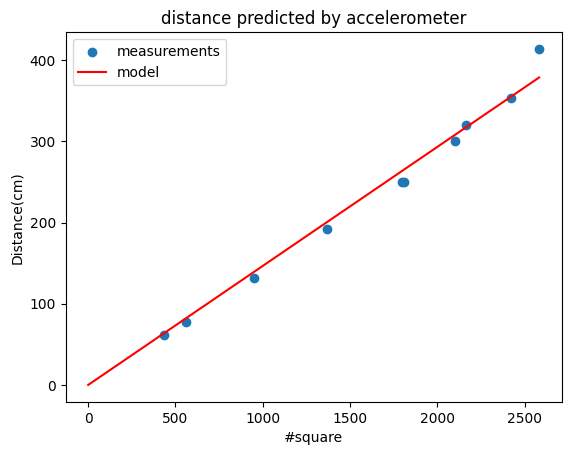 distance predicted by accelerometer
measurements
model
400
300
200
100
0
Distance(cm)
0 500 1000 1500 2000 2500
#square